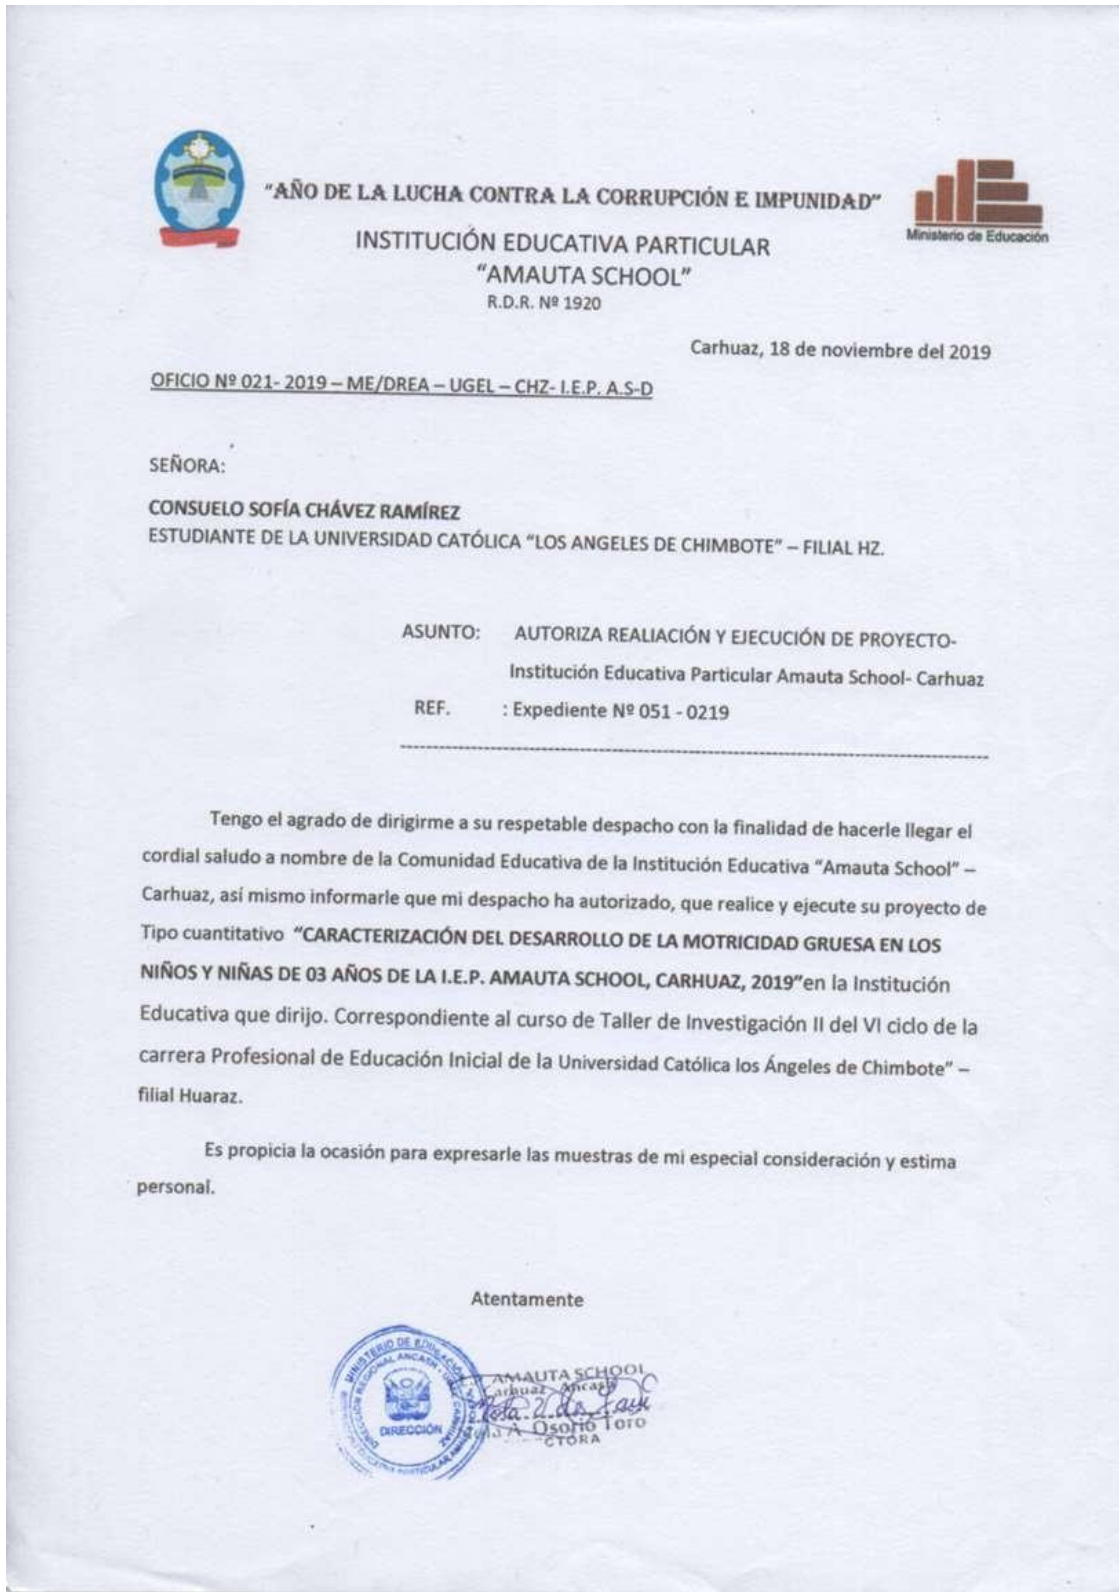 "AÑO DE LA LUCHA CONTRA LA CORRUPCIÓN E IMPUNIDAD"
Ministerio de Educación
INSTITUCIÓN EDUCATIVA PARTICULAR
"AMAUTA SCHOOL"
R.D.R. Nº 1920
Carhuaz, 18 de noviembre del 2019
OFICIO Nº 021- 2019 – ME/DREA – UGEL – CHZ- I.E.P. A.S-D
SEÑORA:
CONSUELO SOFÍA CHÁVEZ RAMÍREZ
ESTUDIANTE DE LA UNIVERSIDAD CATÓLICA "LOS ANGELES DE CHIMBOTE" – FILIAL HZ.
ASUNTO: AUTORIZA REALIACIÓN Y EJECUCIÓN DE PROYECTO-
Institución Educativa Particular Amauta School- Carhuaz
REF. : Expediente Nº 051 - 0219
Tengo el agrado de dirigirme a su respetable despacho con la finalidad de hacerle llegar el
cordial saludo a nombre de la Comunidad Educativa de la Institución Educativa "Amauta School" –
Carhuaz, así mismo informarle que mi despacho ha autorizado, que realice y ejecute su proyecto de
Tipo cuantitativo "CARACTERIZACIÓN DEL DESARROLLO DE LA MOTRICIDAD GRUESA EN LOS
NIÑOS Y NIÑAS DE 03 AÑOS DE LA I.E.P. AMAUTA SCHOOL, CARHUAZ, 2019"en la Institución
Educativa que dirijo. Correspondiente al curso de Taller de Investigación II del VI ciclo de la
carrera Profesional de Educación Inicial de la Universidad Católica los Ángeles de Chimbote" –
filial Huaraz.
Es propicia la ocasión para expresarle las muestras de mi especial consideración y estima
personal.
Atentamente
MINISTERIO DE EDUCACIÓN
DIRECCIÓN REGIONAL ANCASH
DIRECCIÓN
AMAUTA SCHOOL
Carhuaz Ancash
A. Osorio Toro
CTORA